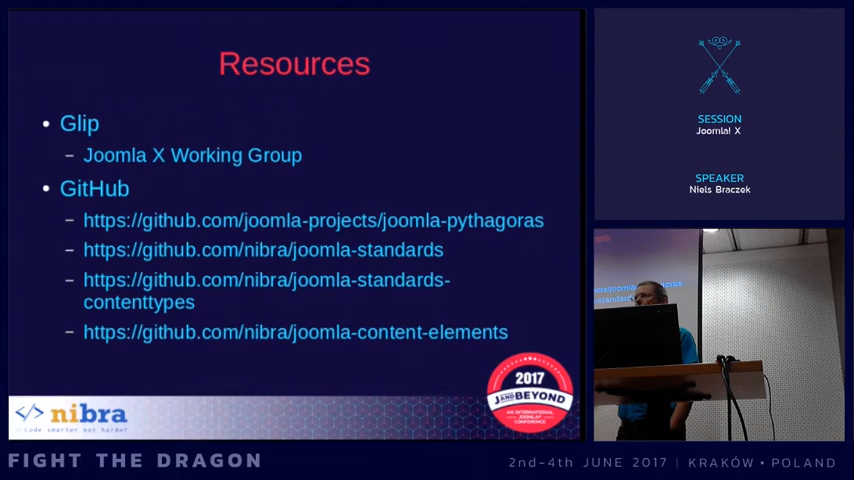 Resources
• Glip
– Joomla X Working Group
• GitHub
– https://github.com/joomla-projects/joomla-pythagoras
– https://github.com/nibra/joomla-standards
– https://github.com/nibra/joomla-standards-
contenttypes
– https://github.com/nibra/joomla-content-elements
</> nibra
code smarter not harder
2017
J AND BEYOND
AN INTERNATIONAL
JOOMLA!
CONFERENCE
SESSION
Joomla! X
SPEAKER
Niels Braczek
FIGHT THE DRAGON
2nd-4th JUNE 2017 | KRAKÓW • POLAND